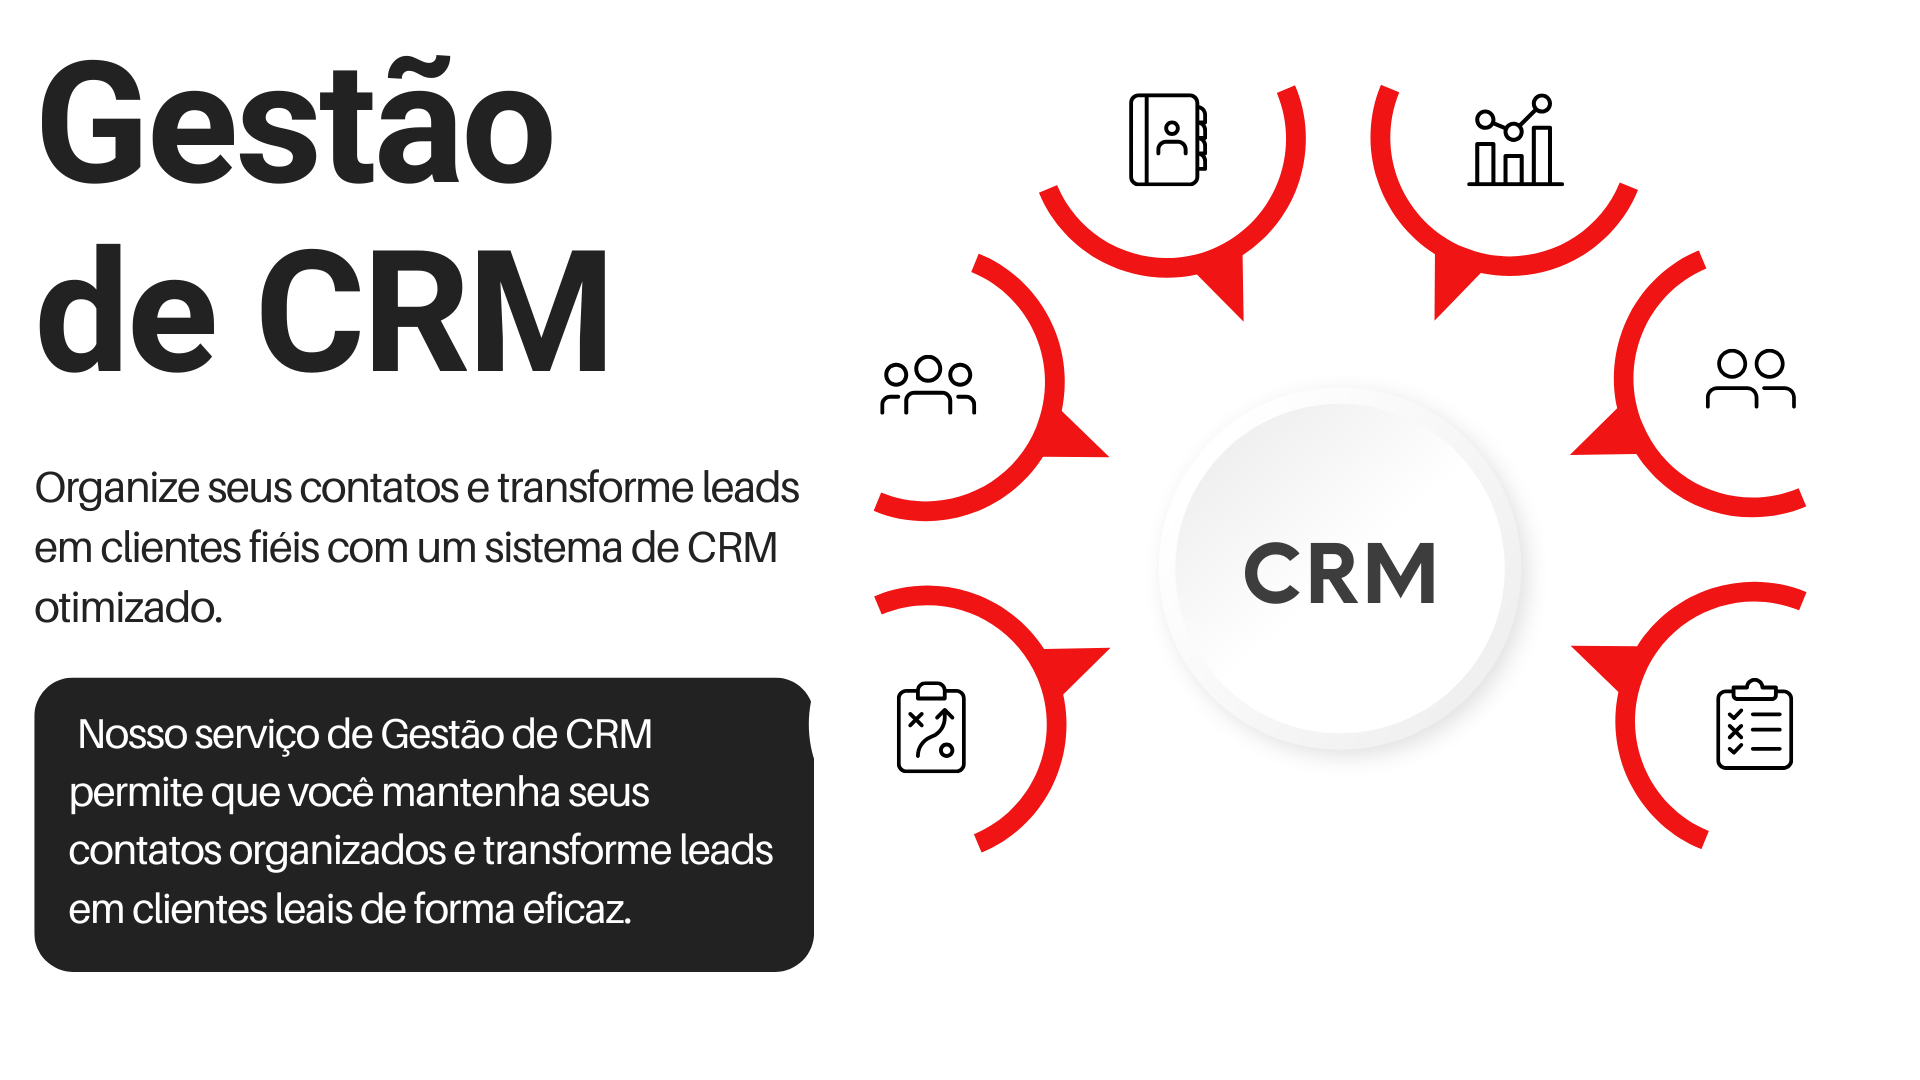 Gestão
de CRM
Organize seus contatos e transforme leads
em clientes fiéis com um sistema de CRM
otimizado.
Nosso serviço de Gestão de CRM
permite que você mantenha seus
contatos organizados e transforme leads
em clientes leais de forma eficaz.
CRM